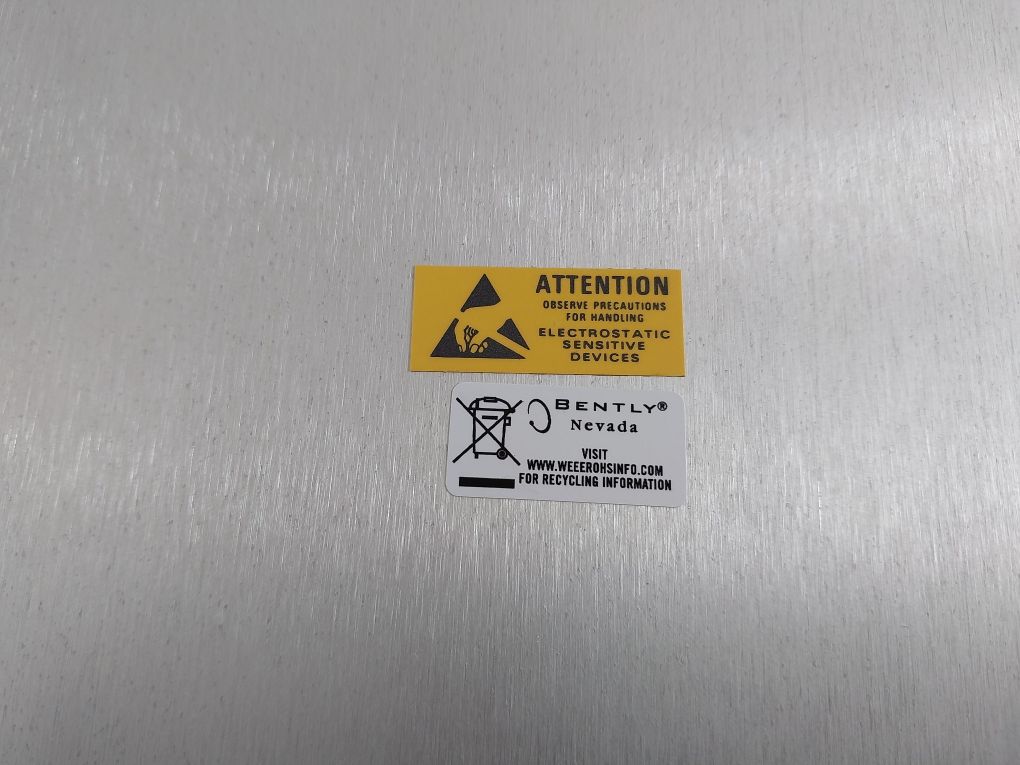 ATTENTION
OBSERVE PRECAUTIONS
FOR HANDLING
ELECTROSTATIC
SENSITIVE
DEVICES
BENTLY®
Nevada
VISIT
WWW.WEEEROHSINFO.COM
FOR RECYCLING INFORMATION